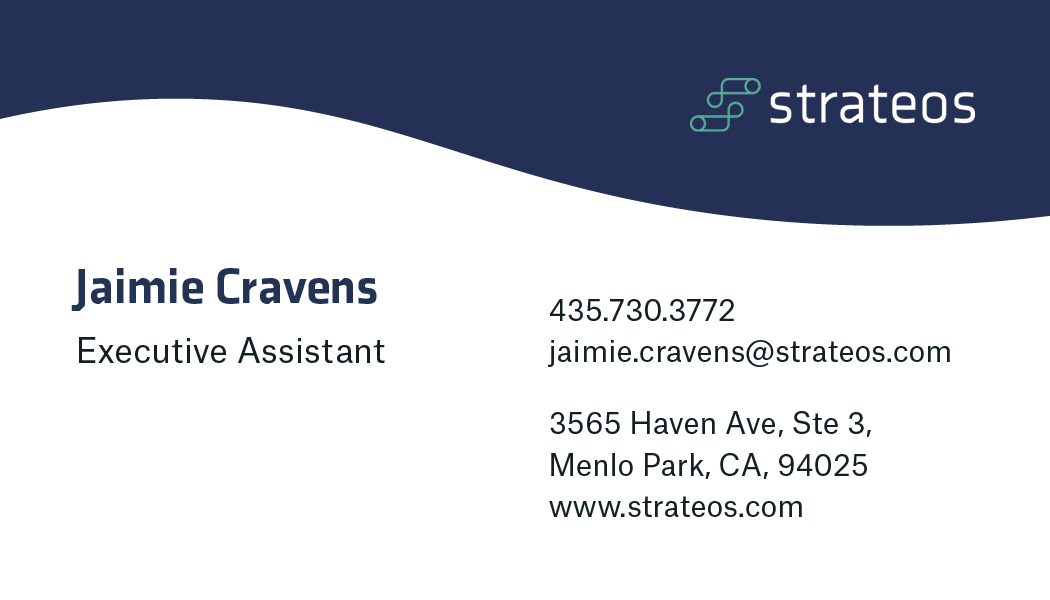 strateos
Jaimie Cravens
Executive Assistant
435.730.3772
jaimie.cravens@strateos.com
3565 Haven Ave, Ste 3,
Menlo Park, CA, 94025
www.strateos.com